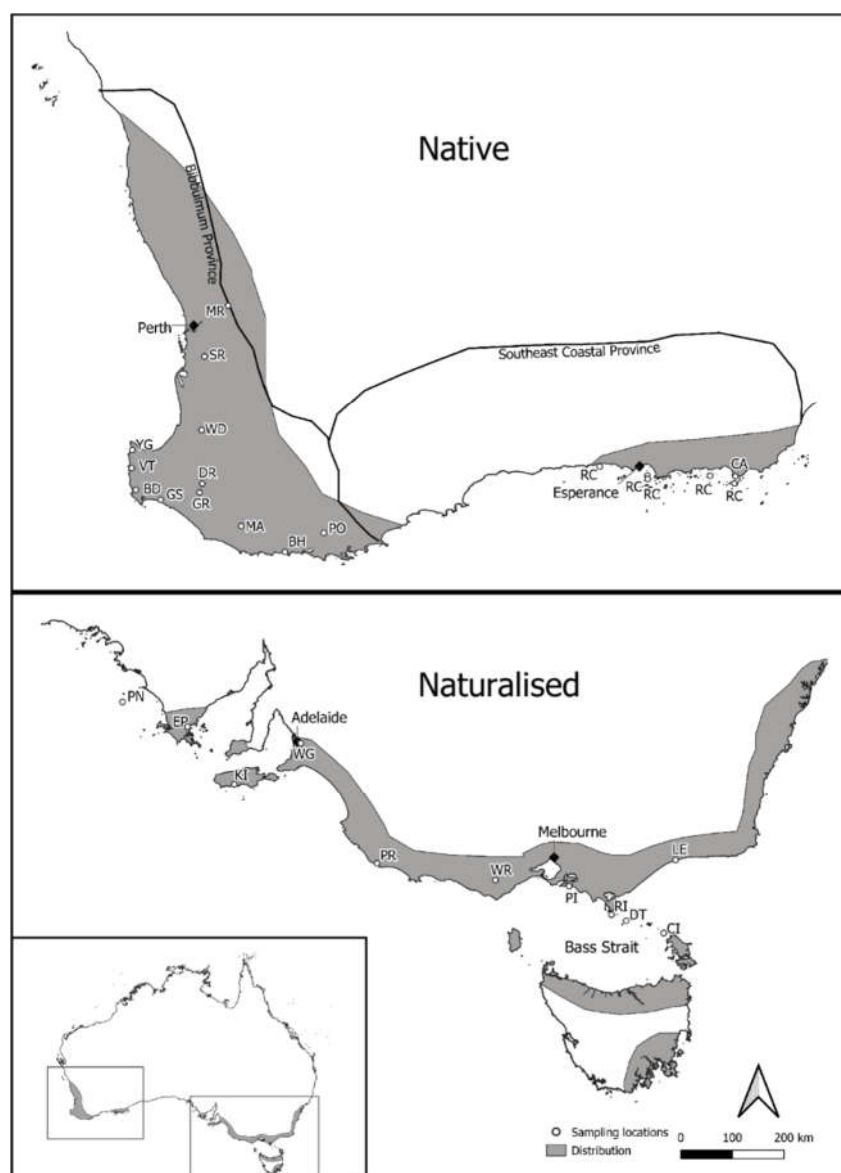 Native
Bibbulmun Province
MR
Perth
SR
Southeast Coastal Province
WD
YG
VT
DR
BD
GS
GR
MA
BH
PO
RC
Esperance
RC
RC
RC
CA
RC
Naturalised
PN
EP
Adelaide
WG
KI
Melbourne
PR
WR
LE
PI
RI
DT
CI
Bass Strait
Sampling locations
Distribution
0 100 200 km